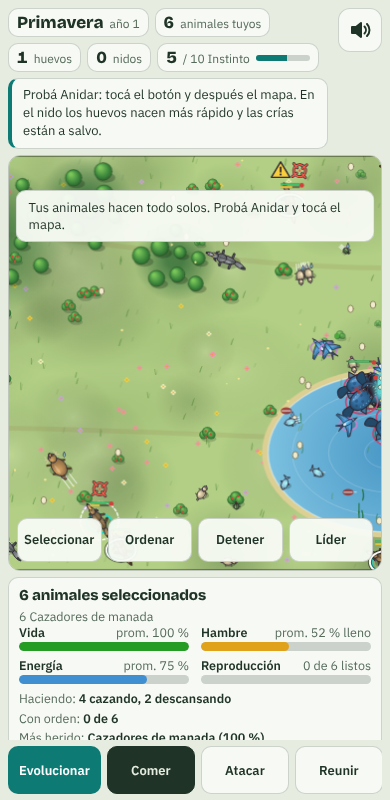 Primavera año 1
6 animales tuyos
1 huevos
0 nidos
5 / 10 Instinto
Probá Anidar: tocá el botón y después el mapa. En
el nido los huevos nacen más rápido y las crías
están a salvo.
Tus animales hacen todo solos. Probá Anidar y tocá el
mapa.
Seleccionar
Ordenar
Detener
Líder
6 animales seleccionados
6 Cazadores de manada
Vida prom. 100 %
Hambre prom. 52 % lleno
Energía prom. 75 %
Reproducción 0 de 6 listos
Haciendo: 4 cazando, 2 descansando
Con orden: 0 de 6
Más herido: Cazadores de manada (100 %)
Evolucionar
Comer
Atacar
Reunir